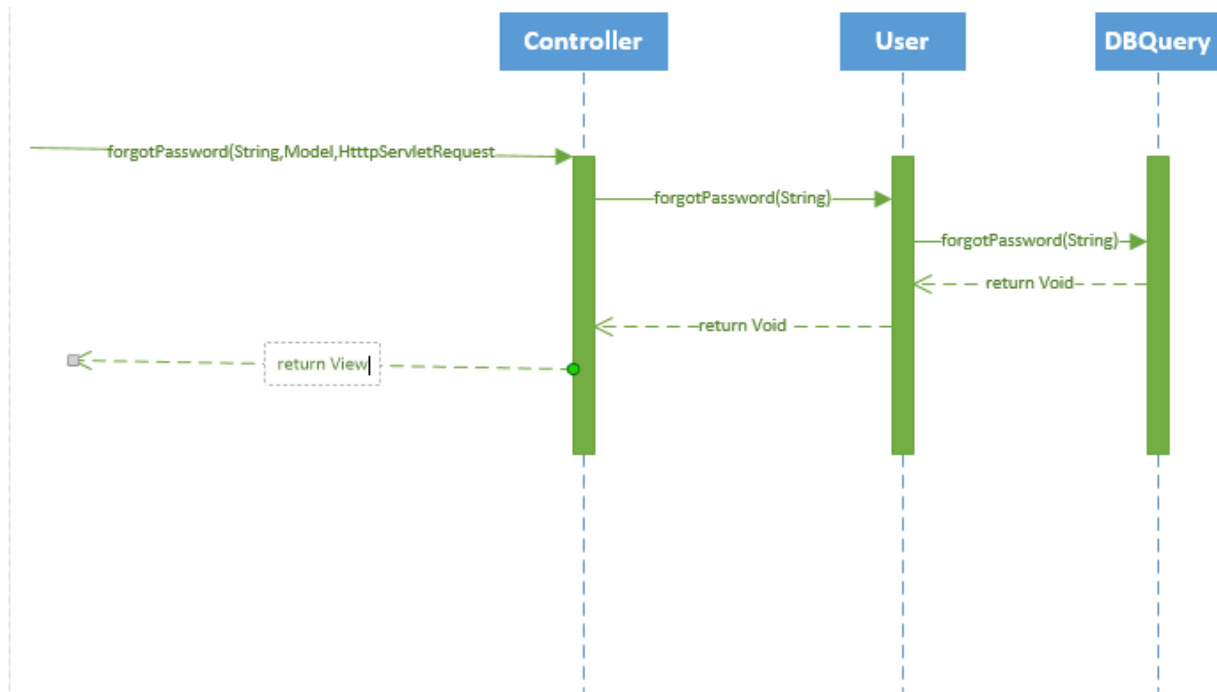 Controller
User
DBQuery
forgotPassword(String,Model,HtttpServletRequest
forgotPassword(String)
forgotPassword(String)
return Void
return Void
return View